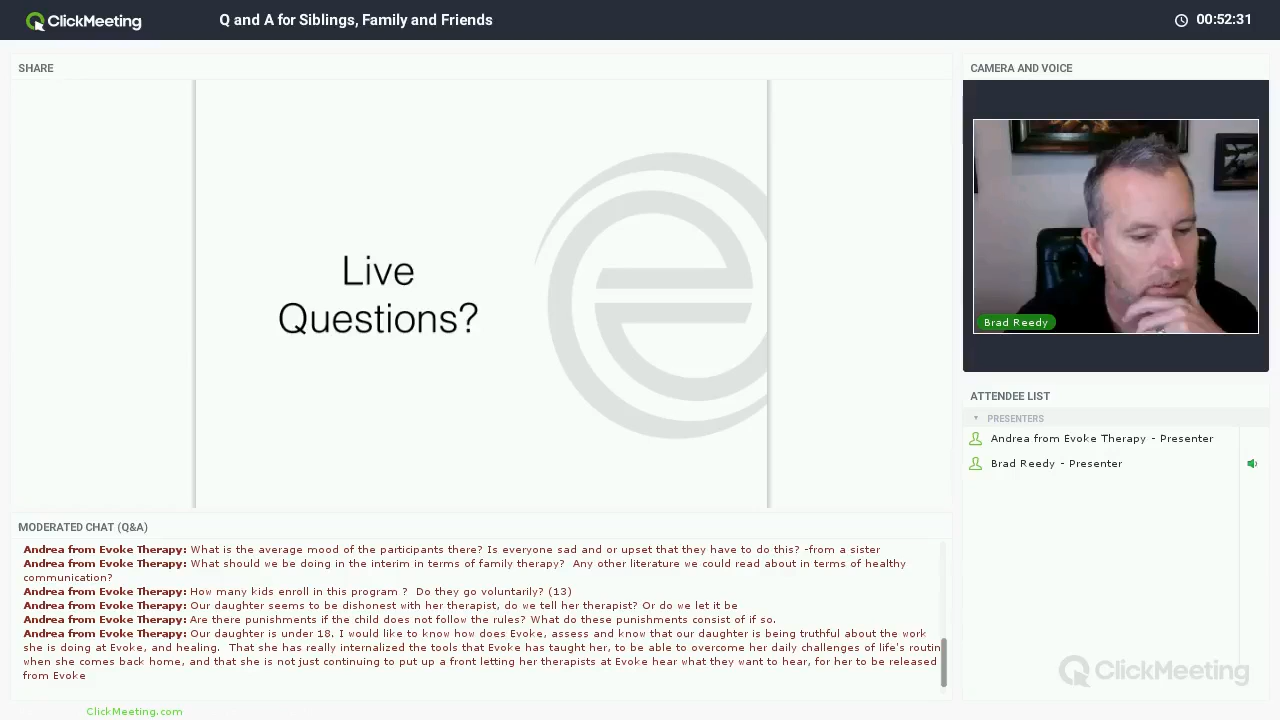 ClickMeeting
Q and A for Siblings, Family and Friends
00:52:31
SHARE
Live
Questions?
CAMERA AND VOICE
Brad Reedy
ATTENDEE LIST
PRESENTERS
Andrea from Evoke Therapy - Presenter
Brad Reedy - Presenter
MODERATED CHAT (Q&A)
Andrea from Evoke Therapy: What is the average mood of the participants there? Is everyone sad and or upset that they have to do this? -from a sister
Andrea from Evoke Therapy: What should we be doing in the interim in terms of family therapy?  Any other literature we could read about in terms of healthy
communication?
Andrea from Evoke Therapy: How many kids enroll in this program ?  Do they go voluntarily? (13)
Andrea from Evoke Therapy: Our daughter seems to be dishonest with her therapist, do we tell her therapist? Or do we let it be
Andrea from Evoke Therapy: Are there punishments if the child does not follow the rules? What do these punishments consist of if so.
Andrea from Evoke Therapy: Our daughter is under 18. I would like to know how does Evoke, assess and know that our daughter is being truthful about the work
she is doing at Evoke, and healing.  That she has really internalized the tools that Evoke has taught her, to be able to overcome her daily challenges of life's routin
when she comes back home, and that she is not just continuing to put up a front letting her therapists at Evoke hear what they want to hear, for her to be released
from Evoke
ClickMeeting
ClickMeeting.com